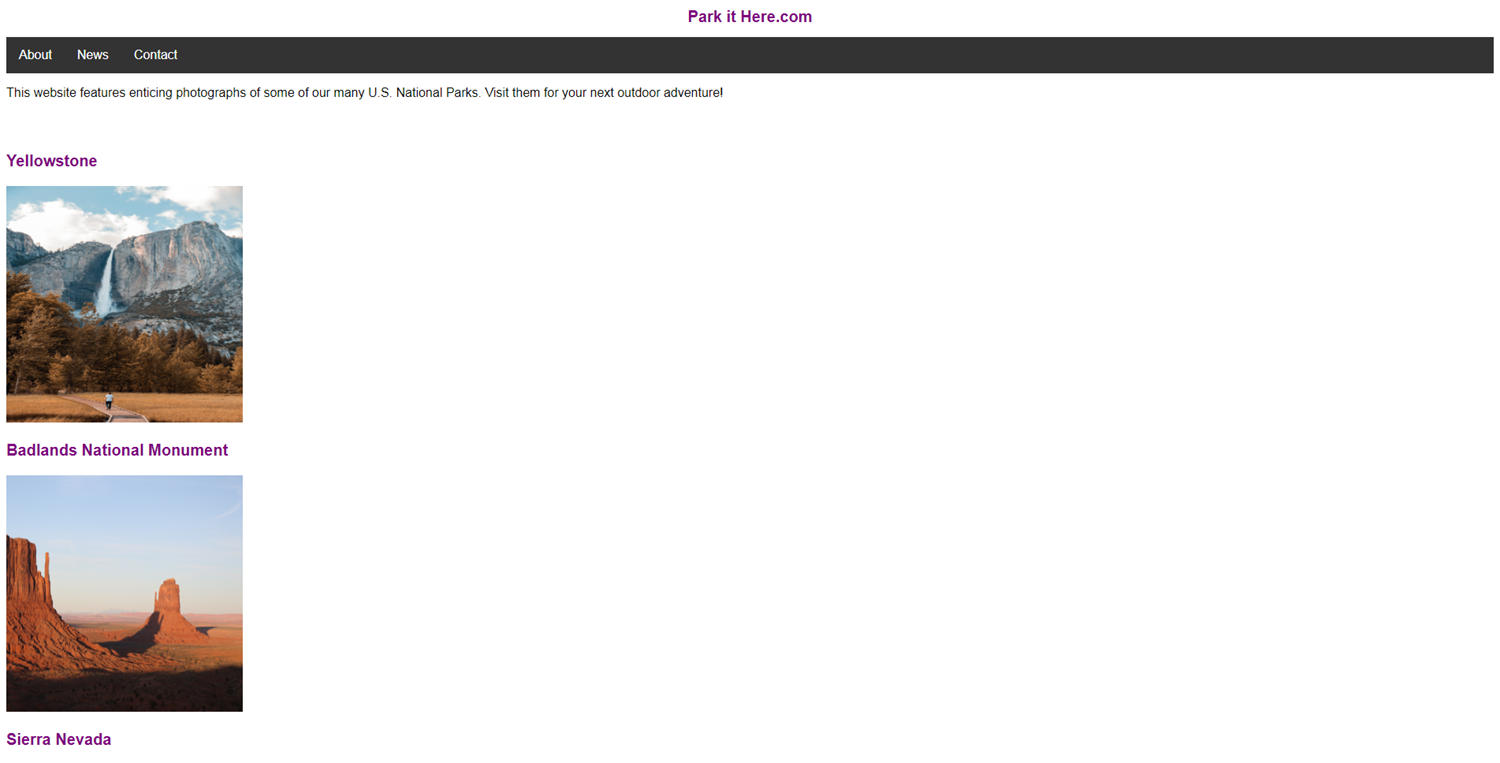 Park it Here.com
About News Contact
This website features enticing photographs of some of our many U.S. National Parks. Visit them for your next outdoor adventure!
Yellowstone
Badlands National Monument
Sierra Nevada